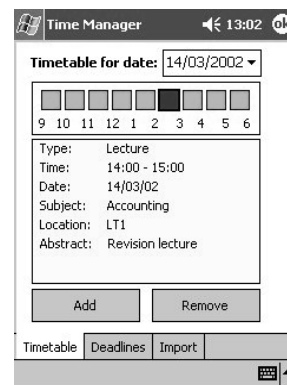 Time Manager 13:02 ok
Timetable for date: 14/03/2002
9 10 11 12 1 2 3 4 5 6
Type: Lecture
Time: 14:00 - 15:00
Date: 14/03/02
Subject: Accounting
Location: LT1
Abstract: Revision lecture
Add Remove
Timetable Deadlines Import